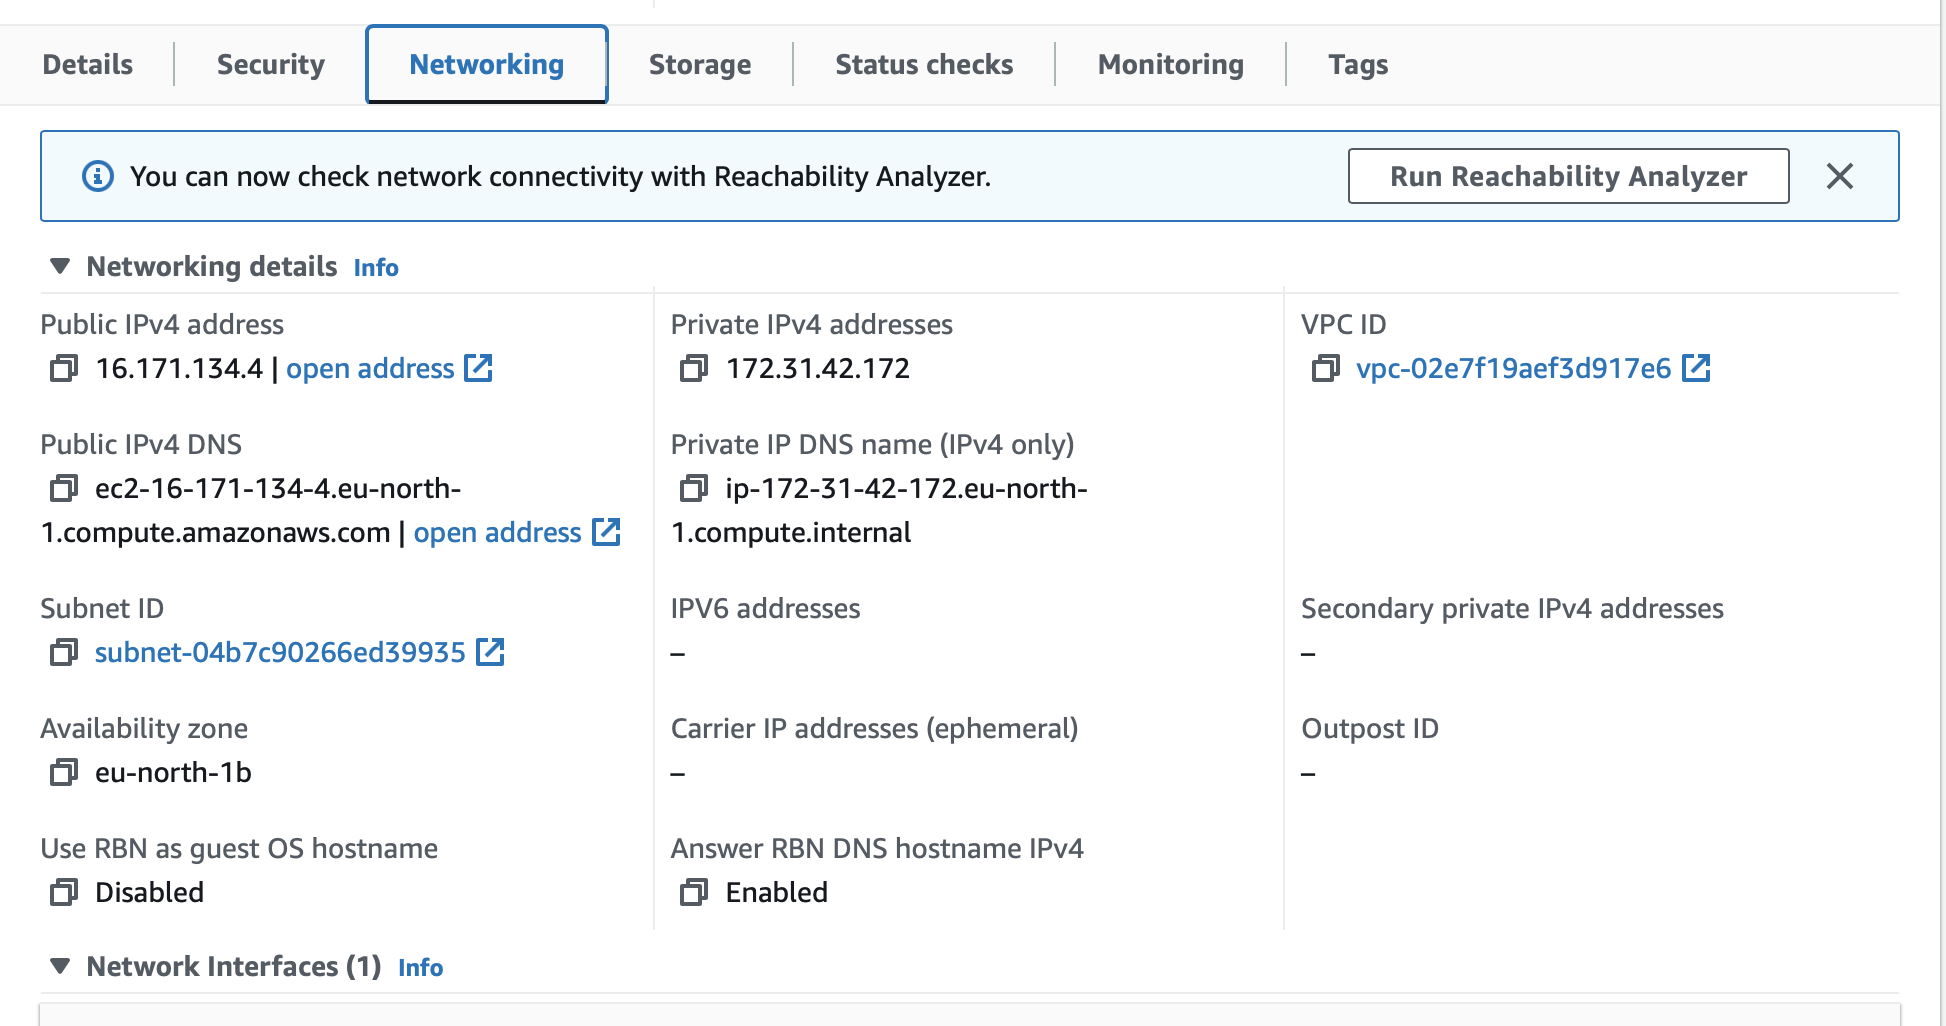 Details
Security
Networking
Storage
Status checks
Monitoring
Tags
You can now check network connectivity with Reachability Analyzer.
Run Reachability Analyzer
Networking details Info
Public IPv4 address
16.171.134.4 | open address
Private IPv4 addresses
172.31.42.172
VPC ID
vpc-02e7f19aef3d917e6
Public IPv4 DNS
ec2-16-171-134-4.eu-north-
1.compute.amazonaws.com | open address
Private IP DNS name (IPv4 only)
ip-172-31-42-172.eu-north-
1.compute.internal
Subnet ID
subnet-04b7c90266ed39935
IPV6 addresses
–
Secondary private IPv4 addresses
–
Availability zone
eu-north-1b
Carrier IP addresses (ephemeral)
–
Outpost ID
–
Use RBN as guest OS hostname
Disabled
Answer RBN DNS hostname IPv4
Enabled
Network Interfaces (1) Info